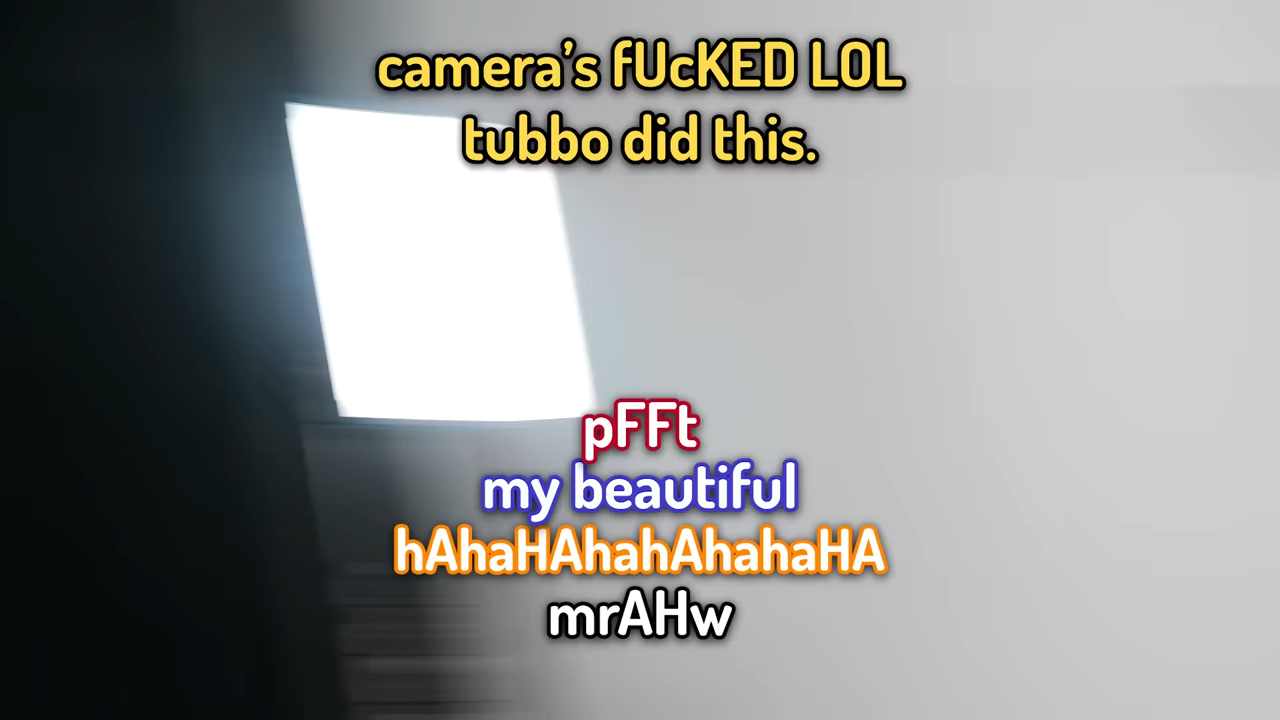 camera’s fUcKED LOL
tubbo did this.
pFFt
my beautiful
hAhaHAhahAhahaHA
mrAHw